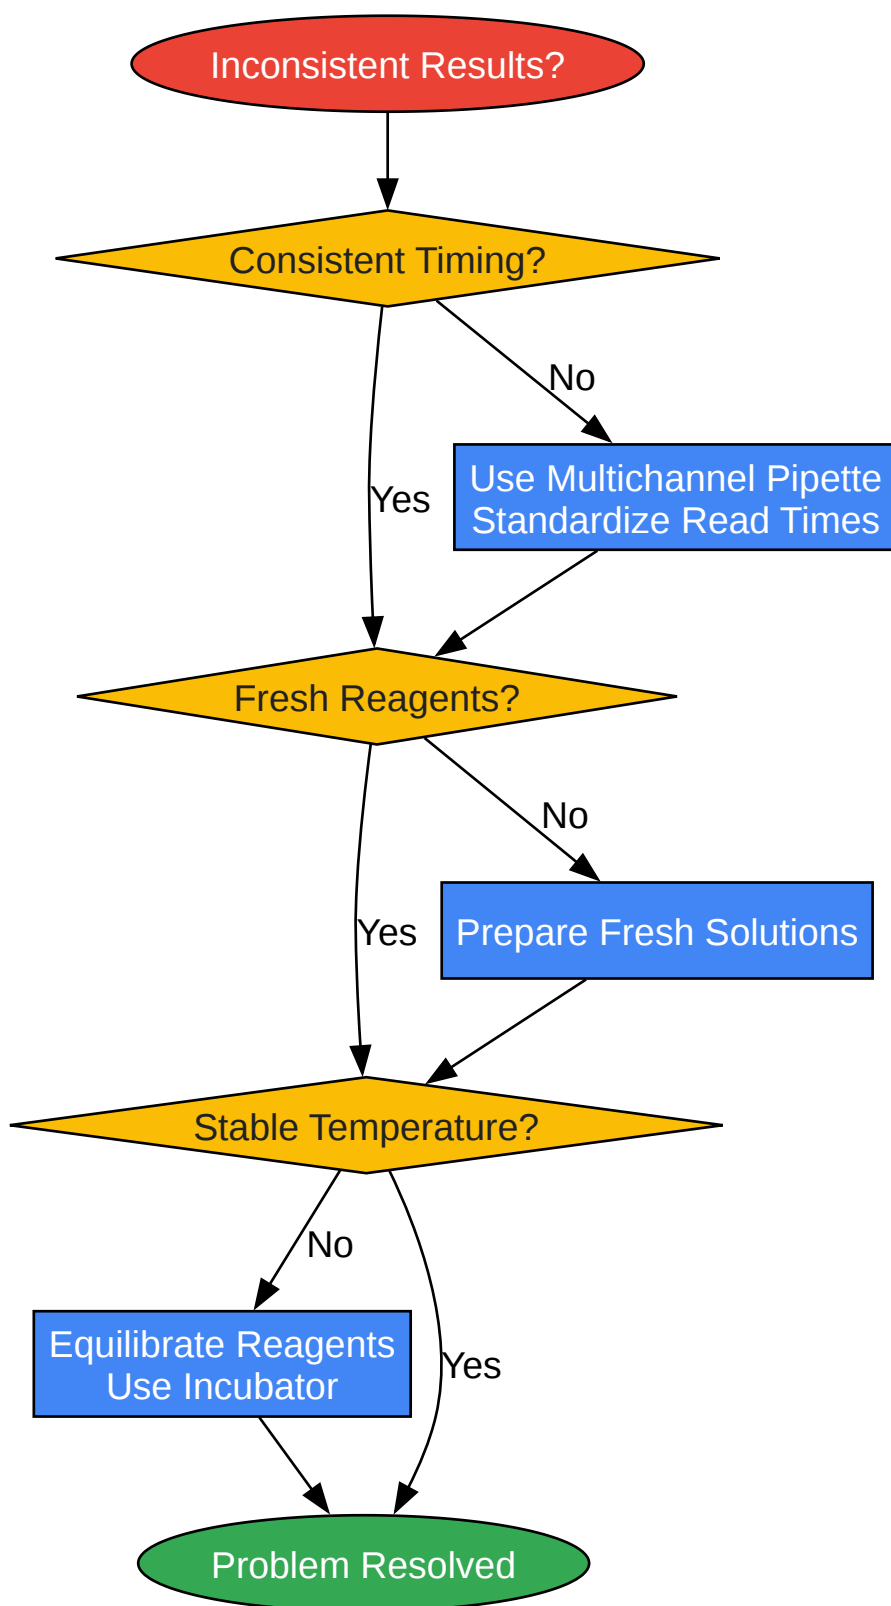 Inconsistent Results?
Consistent Timing?
No
Use Multichannel Pipette
Standardize Read Times
Yes
Fresh Reagents?
No
Yes
Prepare Fresh Solutions
Stable Temperature?
No
Equilibrate Reagents
Use Incubator
Yes
Problem Resolved